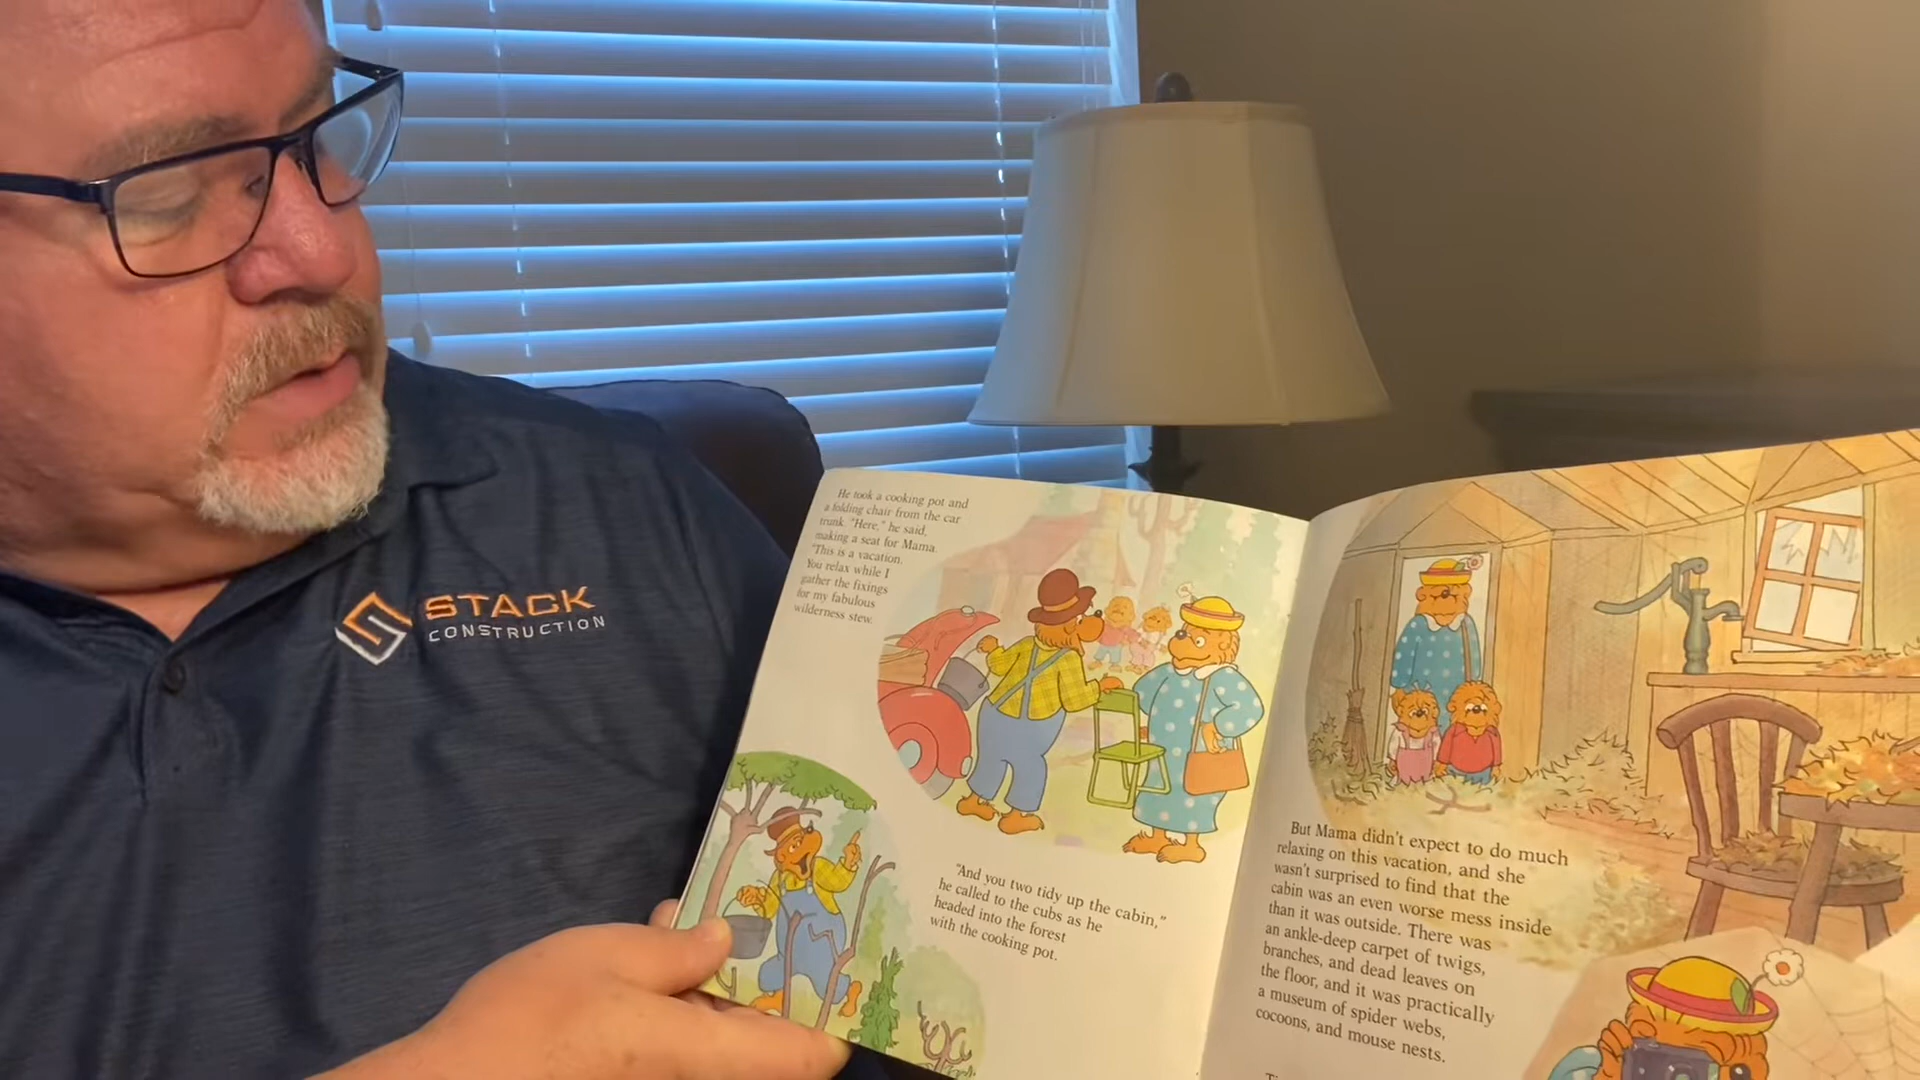 STACK
CONSTRUCTION
He took a cooking pot and
a folding chair from the car
trunk. "Here," he said,
making a seat for Mama.
"This is a vacation.
You relax while I
gather the fixings
for my fabulous
wilderness stew.
"And you two tidy up the cabin,"
he called to the cubs as he
headed into the forest
with the cooking pot.
But Mama didn't expect to do much
relaxing on this vacation, and she
wasn't surprised to find that the
cabin was an even worse mess inside
than it was outside. There was
an ankle-deep carpet of twigs,
branches, and dead leaves on
the floor, and it was practically
a museum of spider webs,
cocoons, and mouse nests.